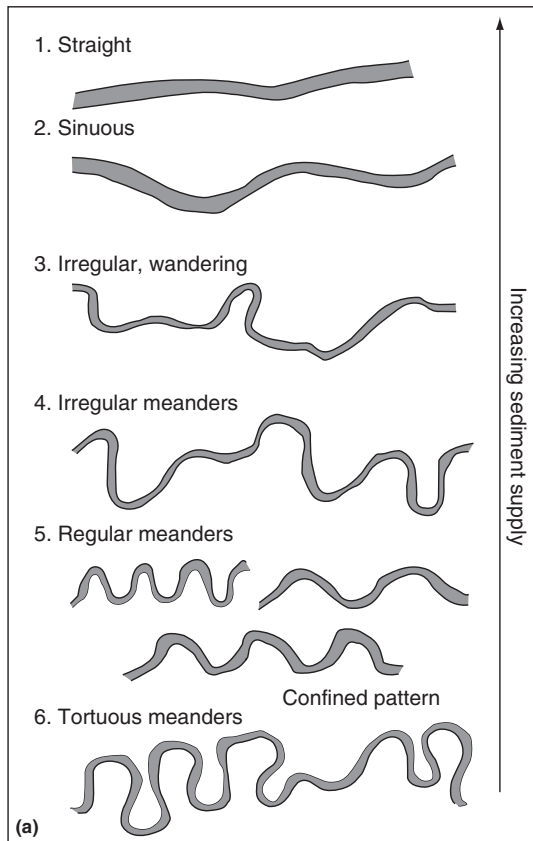 1. Straight
2. Sinuous
3. Irregular, wandering
4. Irregular meanders
5. Regular meanders
Confined pattern
6. Tortuous meanders
(a)
Increasing sediment supply